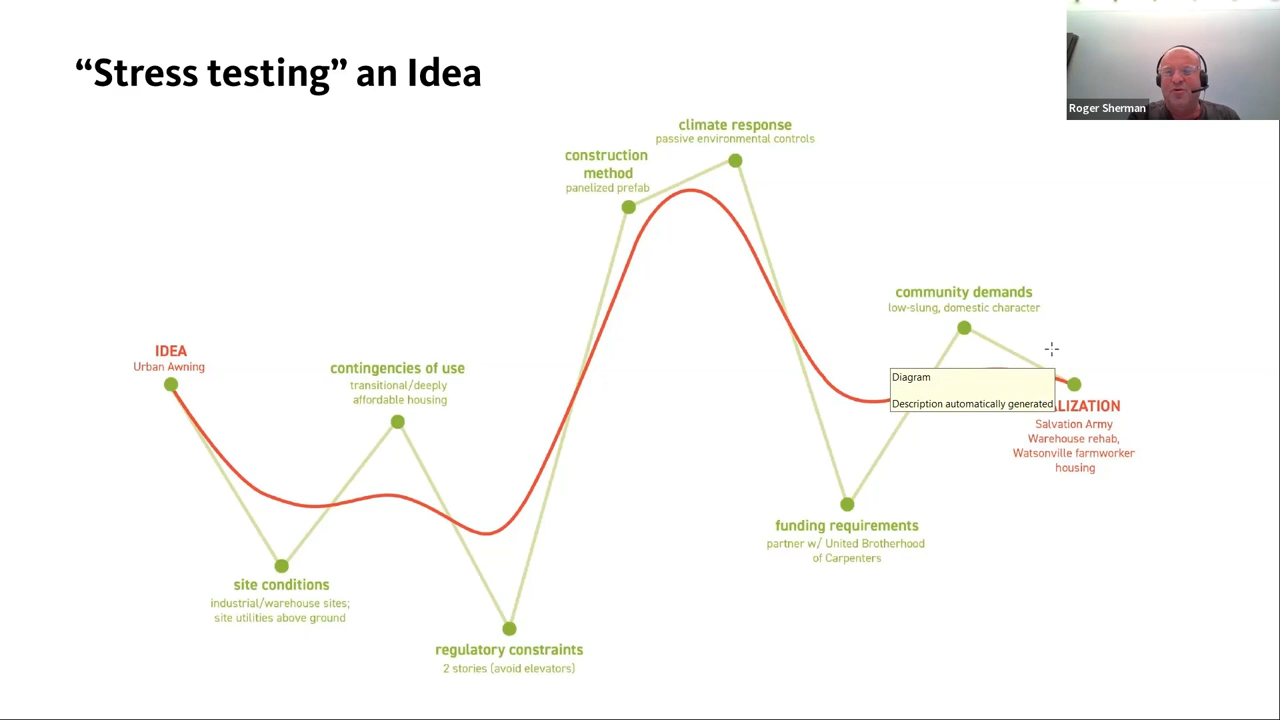 “Stress testing” an Idea
Roger Sherman
climate response
passive environmental controls
construction
method
panelized prefab
community demands
low-slung, domestic character
IDEA
Urban Awning
contingencies of use
transitional/deeply
affordable housing
Diagram
Description automatically generated
ALIZATION
Salvation Army
Warehouse rehab,
Watsonville farmworker
housing
funding requirements
partner w/ United Brotherhood
of Carpenters
site conditions
industrial/warehouse sites;
site utilities above ground
regulatory constraints
2 stories (avoid elevators)